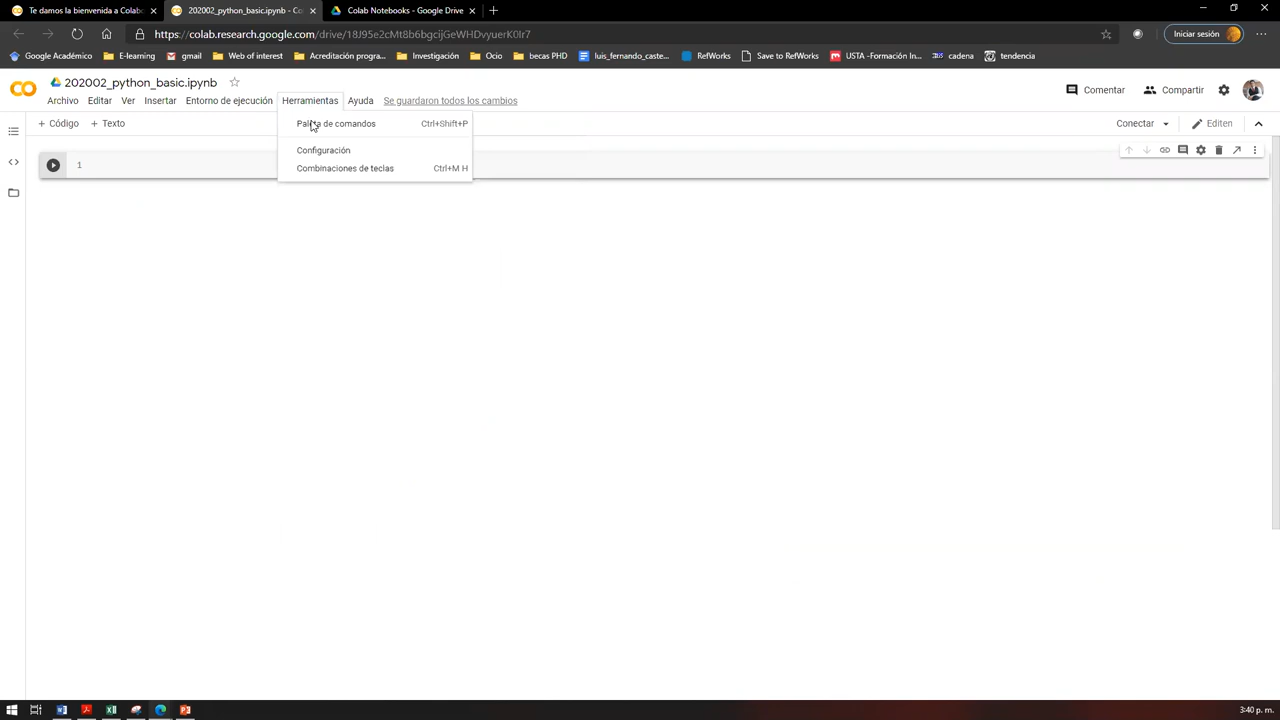 Te damos la bienvenida a Colabo
202002_python_basic.ipynb - Co
Colab Notebooks - Google Drive
https://colab.research.google.com/drive/18J95e2cMt8b6bgcijGeWHDvyuerK0Ir7
Iniciar sesión
Google Académico
E-learning
gmail
Web of interest
Acreditación progra...
Investigación
Ocio
becas PHD
luis_fernando_caste...
RefWorks
Save to RefWorks
USTA -Formación In...
cadena
tendencia
202002_python_basic.ipynb
Comentar
Compartir
Archivo Editar Ver Insertar Entorno de ejecución Herramientas Ayuda Se guardaron todos los cambios
+ Código + Texto
Paleta de comandos Ctrl+Shift+P
Conectar
Editen
Configuración
1
Combinaciones de teclas Ctrl+M H
3:40 p. m.